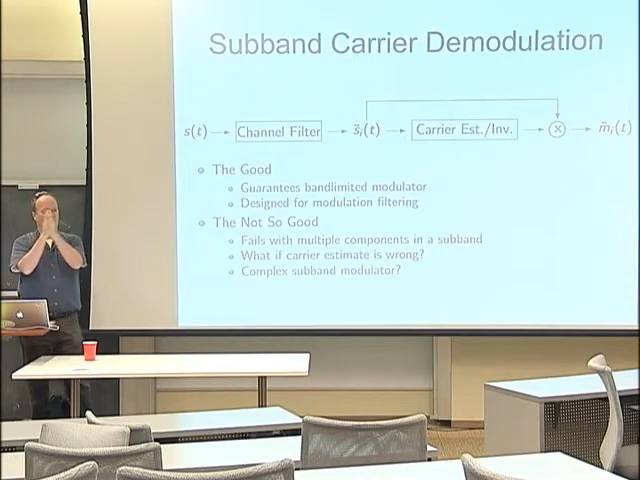 Subband Carrier Demodulation
s(t) Channel Filter s̃ᵢ(t) Carrier Est./Inv. × m̃ᵢ(t)
The Good
Guarantees bandlimited modulator
Designed for modulation filtering
The Not So Good
Fails with multiple components in a subband
What if carrier estimate is wrong?
Complex subband modulator?